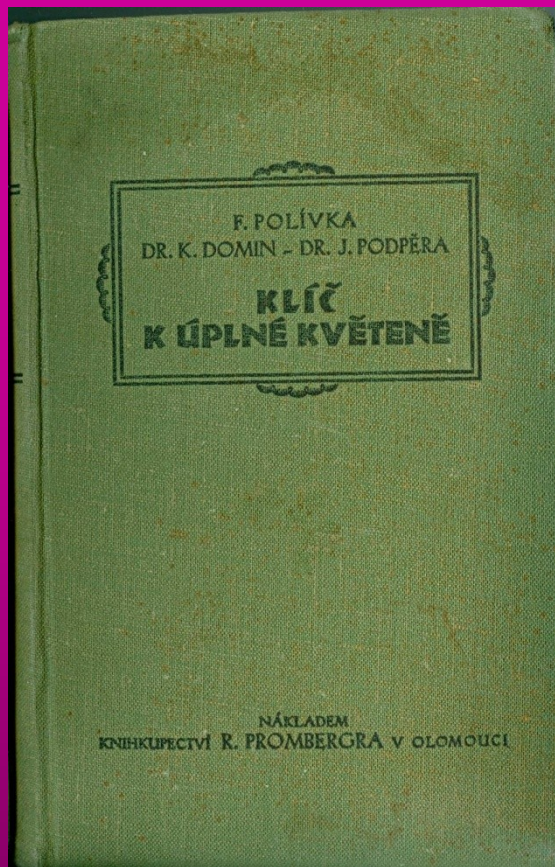 F. POLÍVKA
DR. K. DOMIN - DR. J. PODPĚRA
KLÍČ
K ÚPLNÉ KVĚTENĚ
NÁKLADEM
KNIHKUPECTVÍ R. PROMBERGRA V OLOMOUCI